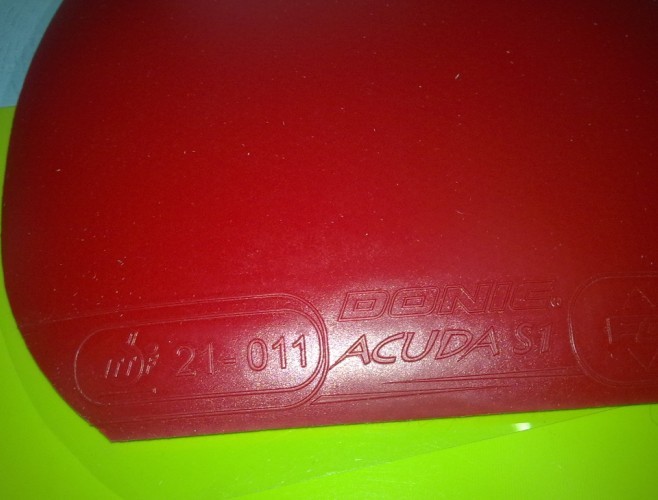 DONIC
ittf 21-011
ACUDA S1